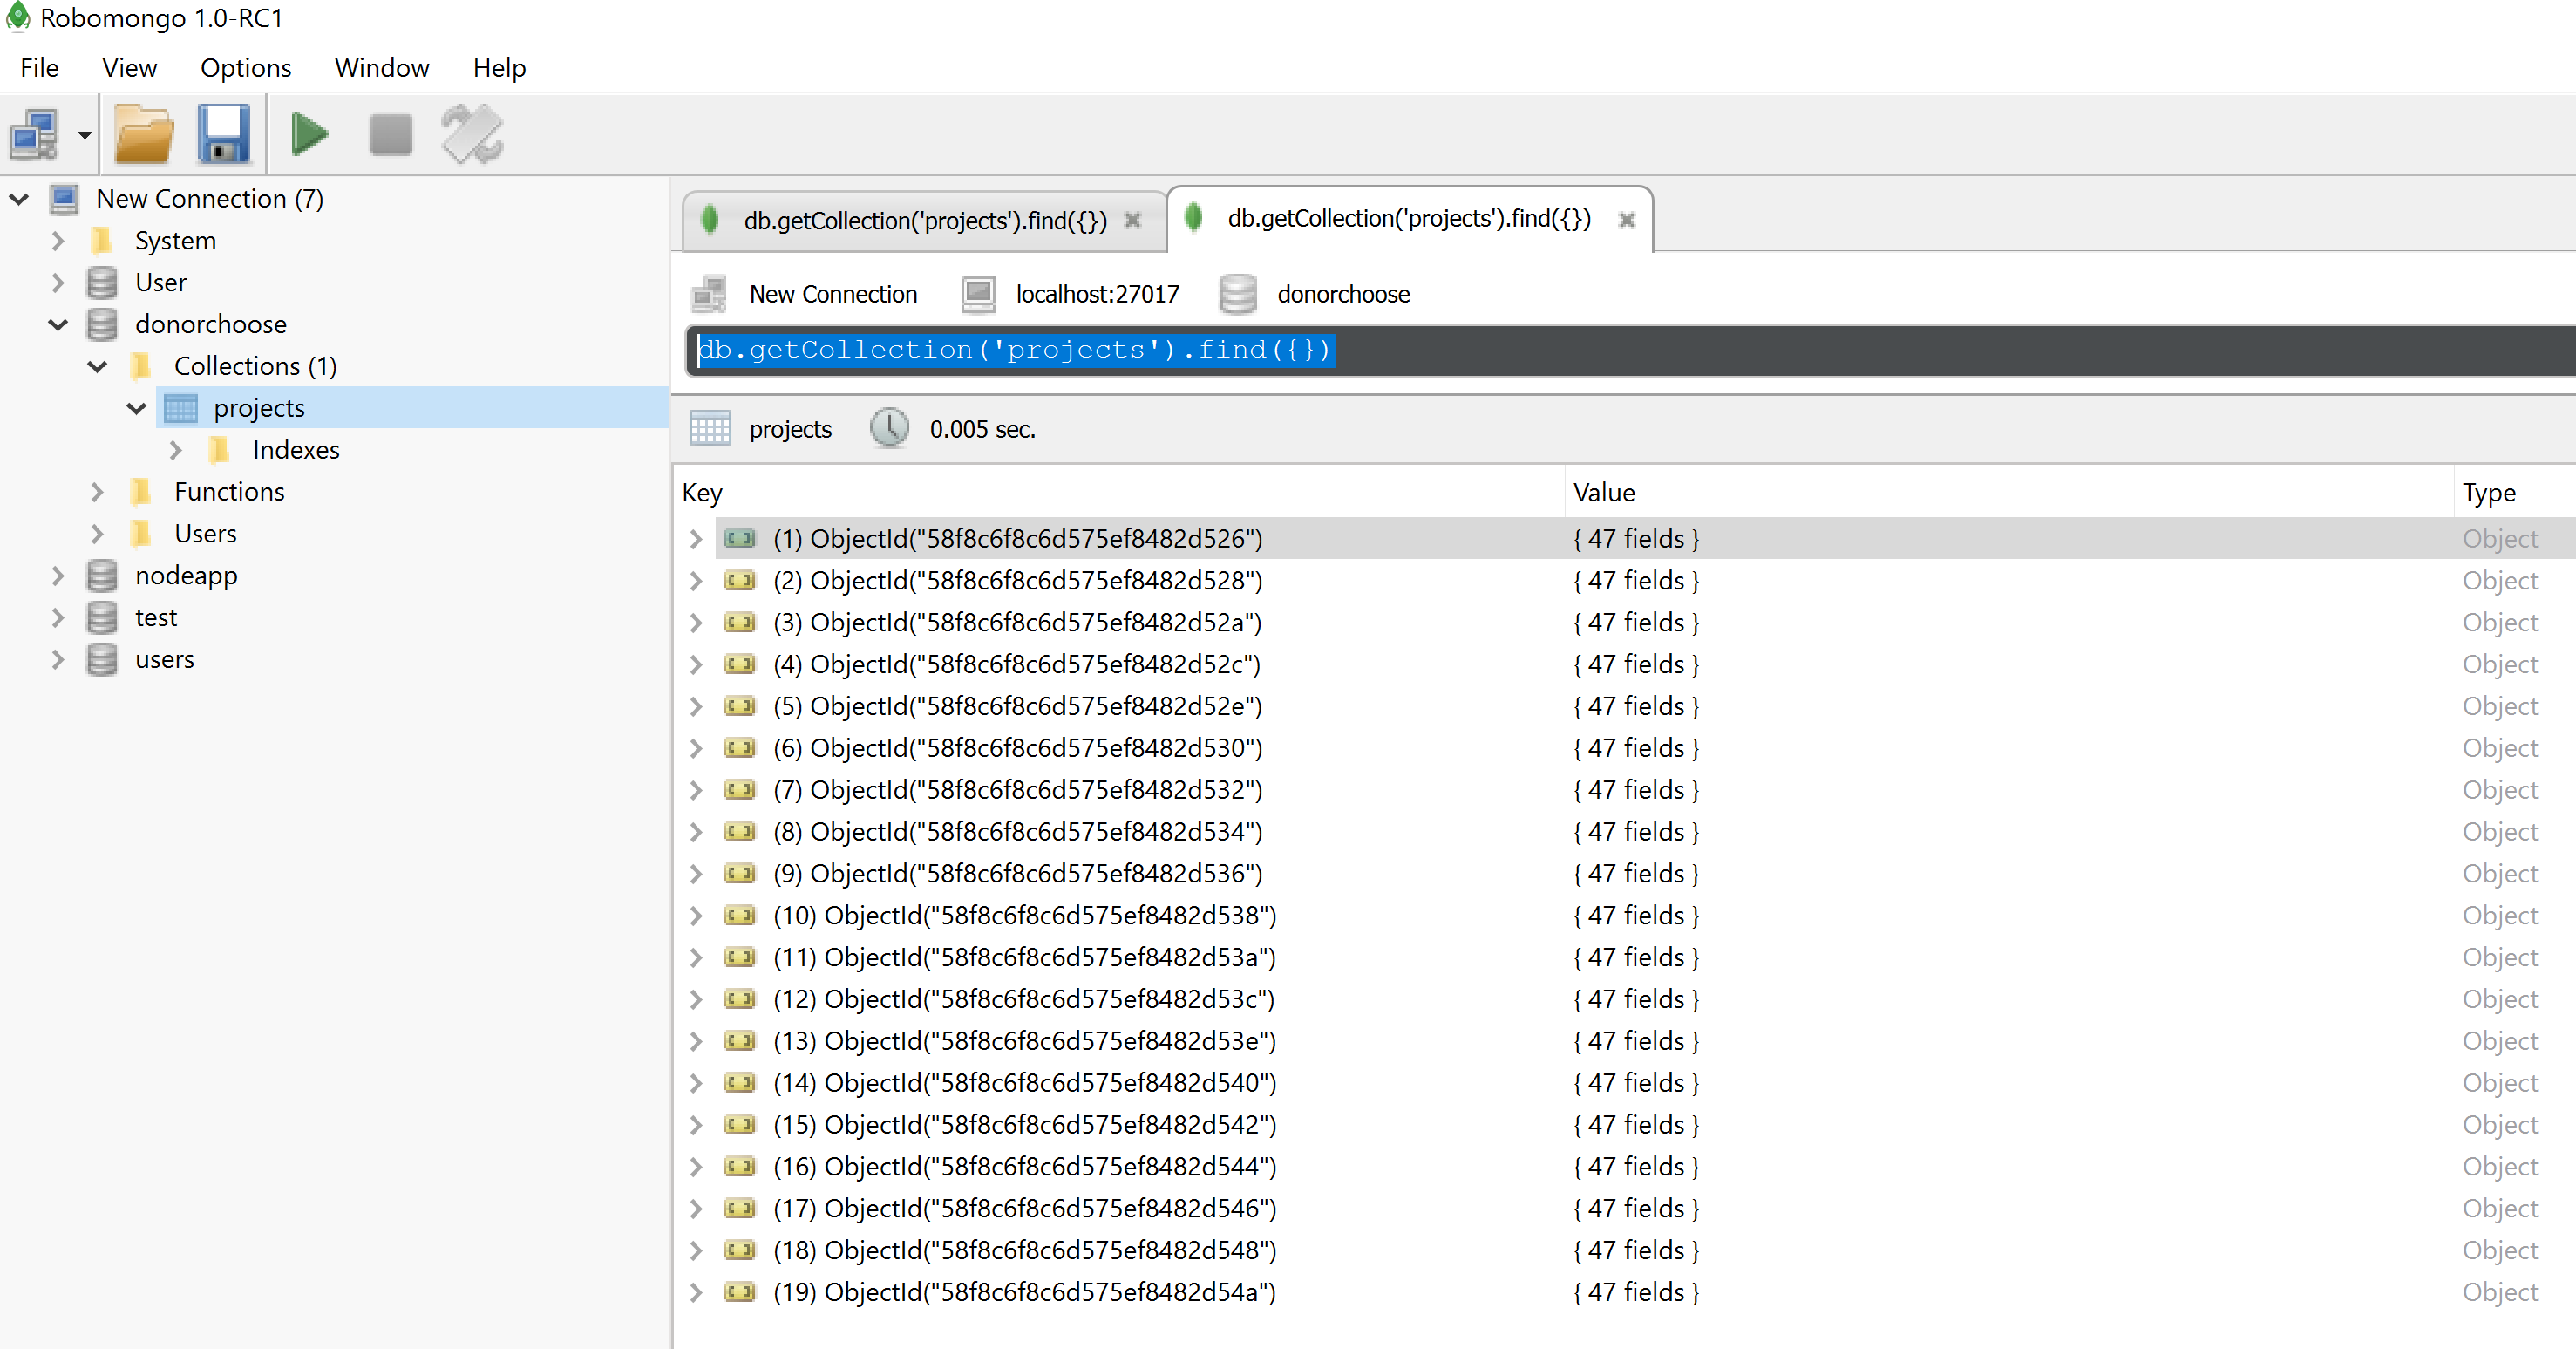 Robomongo 1.0-RC1
File View Options Window Help
New Connection (7)
System
User
donorchoose
Collections (1)
projects
Indexes
Functions
Users
nodeapp
test
users
db.getCollection('projects').find({}) db.getCollection('projects').find({})
New Connection localhost:27017 donorchoose
db.getCollection('projects').find({})
projects 0.005 sec.
Key Value Type
(1) ObjectId("58f8c6f8c6d575ef8482d526") { 47 fields } Object
(2) ObjectId("58f8c6f8c6d575ef8482d528") { 47 fields } Object
(3) ObjectId("58f8c6f8c6d575ef8482d52a") { 47 fields } Object
(4) ObjectId("58f8c6f8c6d575ef8482d52c") { 47 fields } Object
(5) ObjectId("58f8c6f8c6d575ef8482d52e") { 47 fields } Object
(6) ObjectId("58f8c6f8c6d575ef8482d530") { 47 fields } Object
(7) ObjectId("58f8c6f8c6d575ef8482d532") { 47 fields } Object
(8) ObjectId("58f8c6f8c6d575ef8482d534") { 47 fields } Object
(9) ObjectId("58f8c6f8c6d575ef8482d536") { 47 fields } Object
(10) ObjectId("58f8c6f8c6d575ef8482d538") { 47 fields } Object
(11) ObjectId("58f8c6f8c6d575ef8482d53a") { 47 fields } Object
(12) ObjectId("58f8c6f8c6d575ef8482d53c") { 47 fields } Object
(13) ObjectId("58f8c6f8c6d575ef8482d53e") { 47 fields } Object
(14) ObjectId("58f8c6f8c6d575ef8482d540") { 47 fields } Object
(15) ObjectId("58f8c6f8c6d575ef8482d542") { 47 fields } Object
(16) ObjectId("58f8c6f8c6d575ef8482d544") { 47 fields } Object
(17) ObjectId("58f8c6f8c6d575ef8482d546") { 47 fields } Object
(18) ObjectId("58f8c6f8c6d575ef8482d548") { 47 fields } Object
(19) ObjectId("58f8c6f8c6d575ef8482d54a") { 47 fields } Object